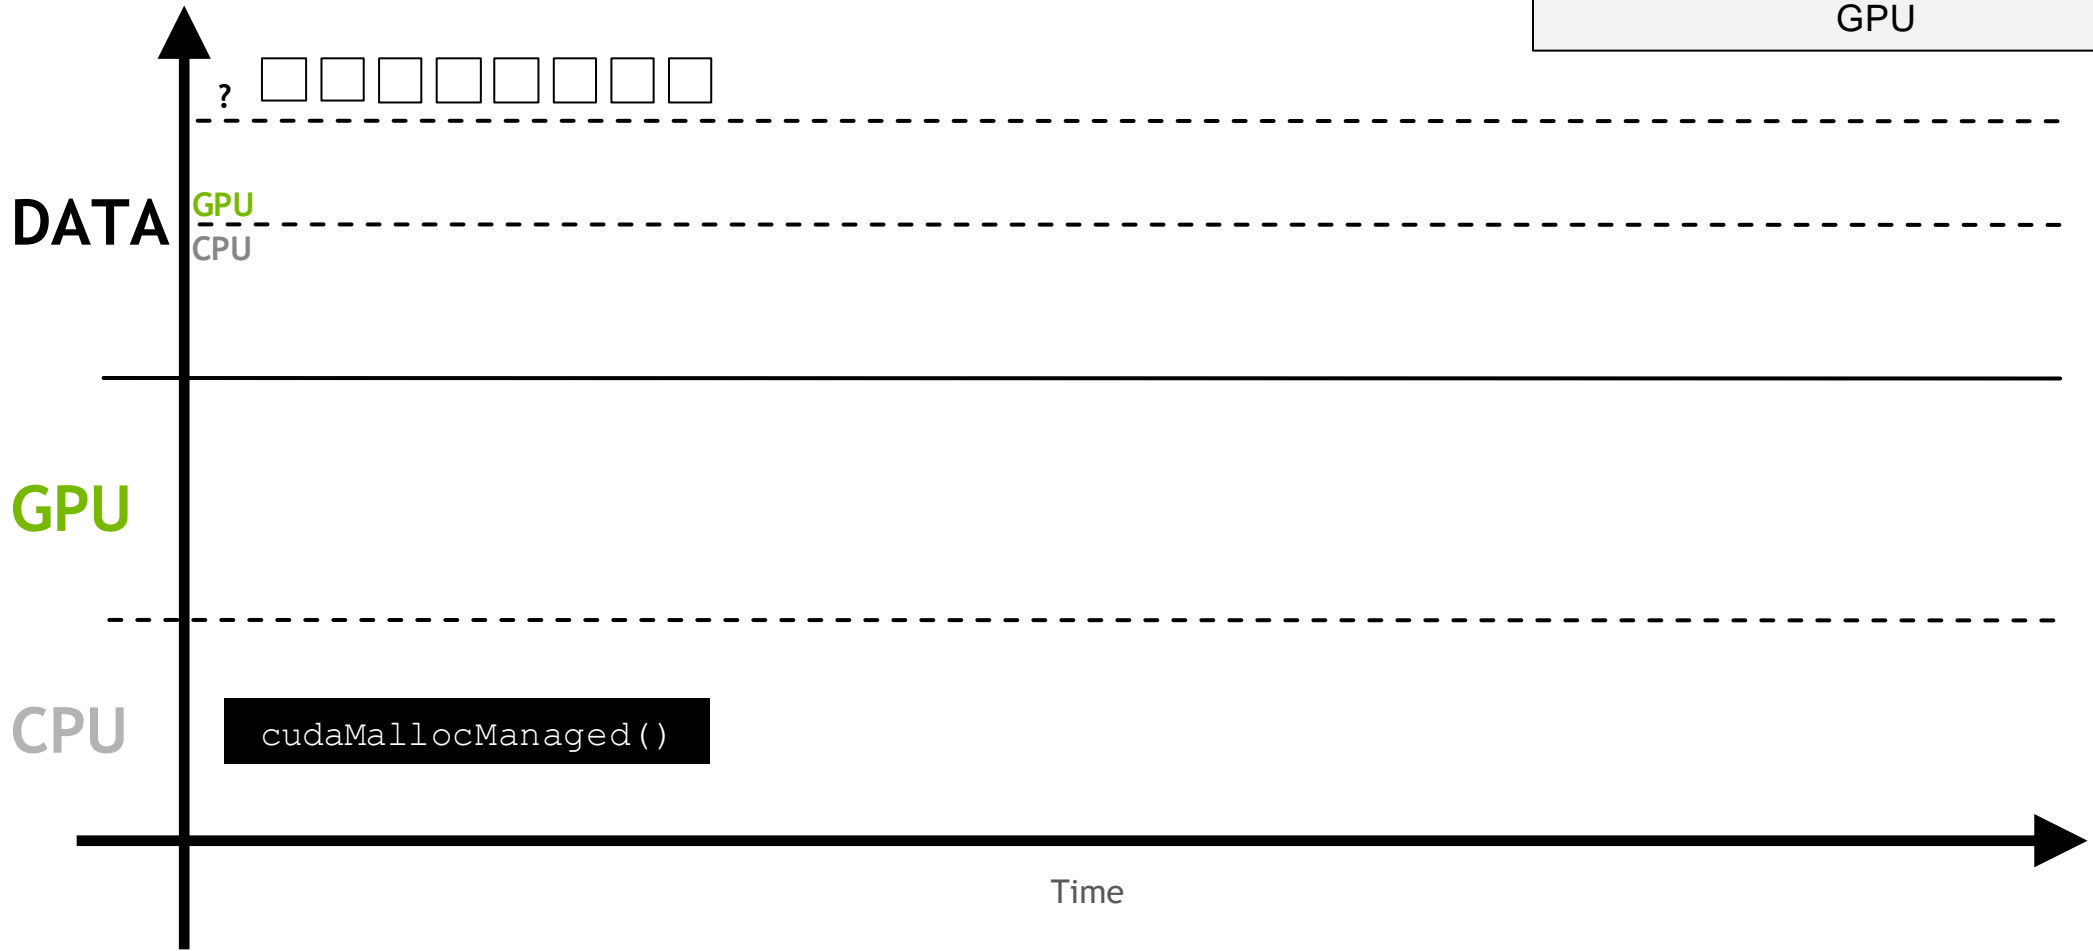 GPU
?
DATA
GPU
CPU
GPU
CPU
cudaMallocManaged()
Time